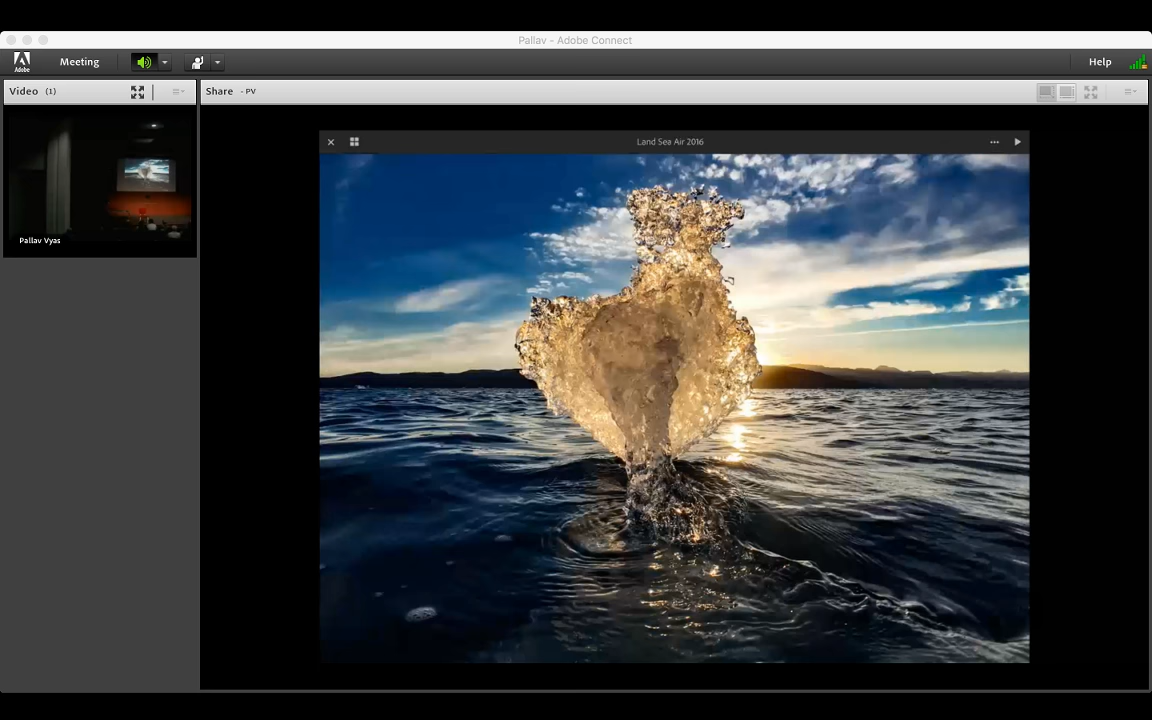 Pallav - Adobe Connect
Adobe
Meeting
Help
Video (1)
Share - PV
Land Sea Air 2016
Pallav Vyas